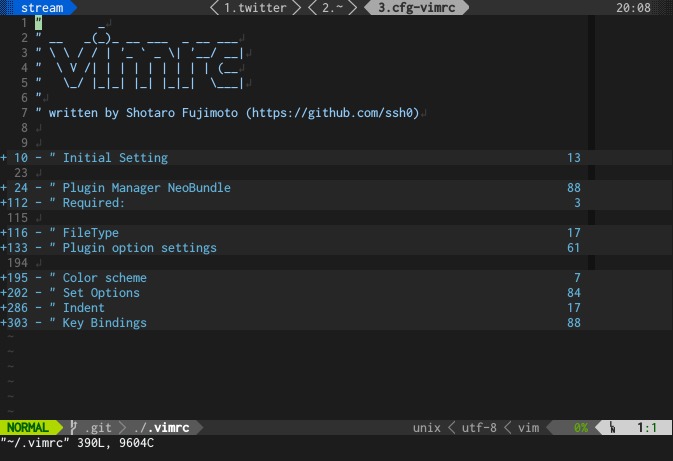 stream 1.twitter 2.~ 3.cfg-vimrc 20:08
1 "        _
2 " __   _(_)_ __ ___  _ __ ___
3 " \ \ / / | '_ ` _ \| '__/ __|
4 "  \ V /| | | | | | | | | (__
5 "   \_/ |_|_| |_| |_|_|  \___|
6 "
7 " written by Shotaro Fujimoto (https://github.com/ssh0)
8
9
+ 10 - " Initial Setting 13
23
+ 24 - " Plugin Manager NeoBundle 88
+112 - " Required: 3
115
+116 - " FileType 17
+133 - " Plugin option settings 61
194
+195 - " Color scheme 7
+202 - " Set Options 84
+286 - " Indent 17
+303 - " Key Bindings 88
~
~
~
~
~
~
NORMAL .git ./.vimrc unix < utf-8 < vim 0% 1:1
"~/.vimrc" 390L, 9604C